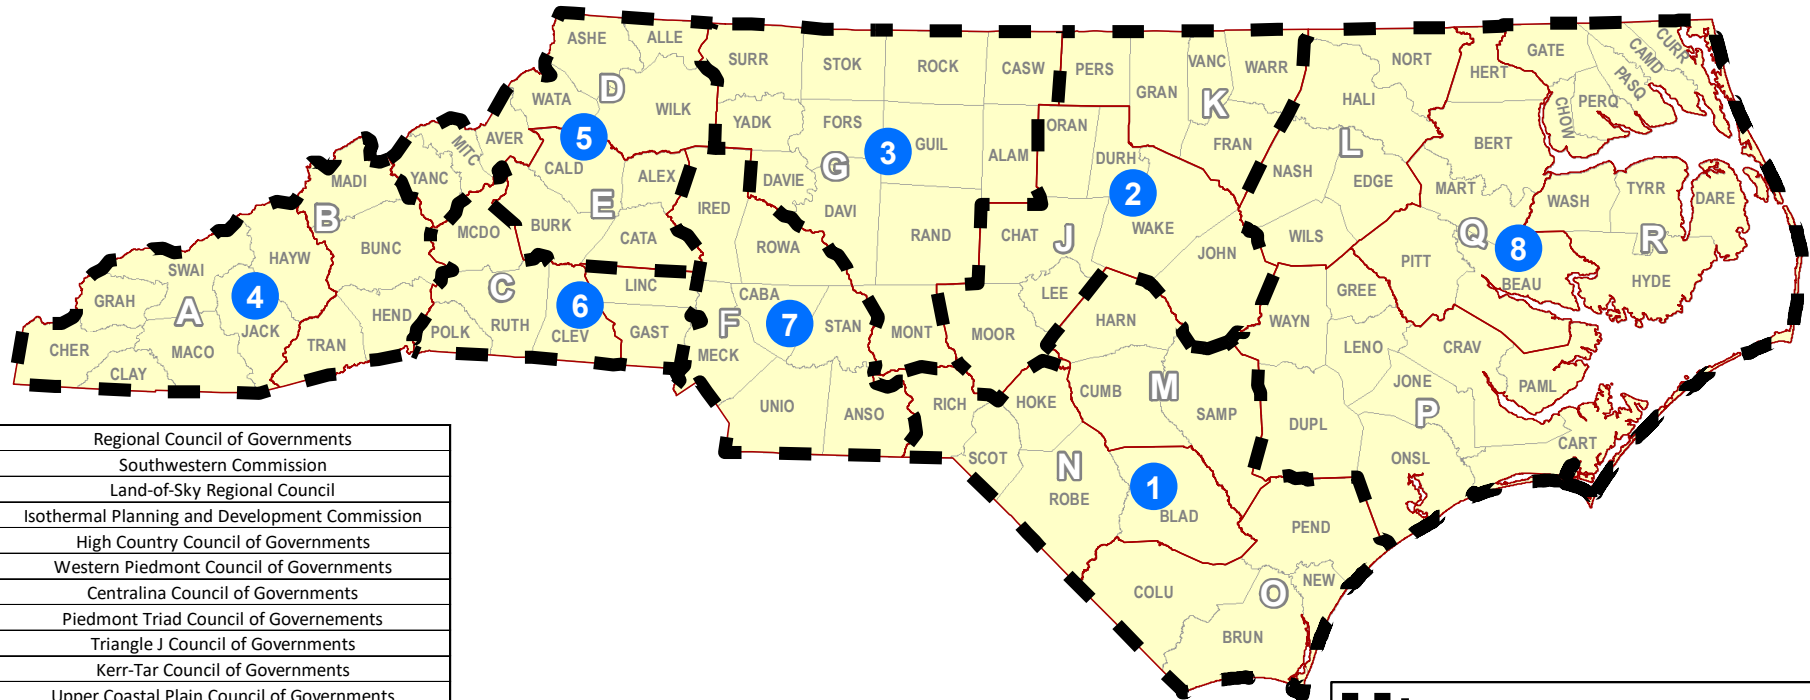 ASHE
ALLE
SURR
STOK
ROCK
CASW
PERS
GRAN
VANC
WARR
NORT
HERT
GATE
CAMD
CURR
PASQ
PERQ
CHOW
D
WATA
WILK
YADK
FORS
GUIL
ALAM
ORAN
DURH
K
FRAN
HALI
BERT
AVER
MITC
5
CALD
ALEX
G
3
DAVIE
2
NASH
L
EDGE
MART
WASH
TYRR
DARE
MADI
YANC
B
BURK
E
CATA
IRED
DAVI
ROWA
RAND
CHAT
J
WAKE
JOHN
WILS
PITT
Q
8
BEAU
R
HYDE
BUNC
MCDO
HAYW
SWAI
GRAH
A
4
JACK
CHER
CLAY
MACO
TRAN
HEND
C
POLK
RUTH
6
CLEV
LINC
GAST
F
MECK
CABA
7
STAN
MONT
MOOR
LEE
HARN
WAYN
GREE
LENO
CRAV
JONE
PAML
P
CART
ONSL
DUPL
UNIO
ANSO
RICH
HOKE
CUMB
M
SAMP
SCOT
N
ROBE
1
BLAD
PEND
COLU
O
NEW
BRUN
Regional Council of Governments
Southwestern Commission
Land-of-Sky Regional Council
Isothermal Planning and Development Commission
High Country Council of Governments
Western Piedmont Council of Governments
Centralina Council of Governments
Piedmont Triad Council of Governements
Triangle J Council of Governments
Kerr-Tar Council of Governments
Upper Coastal Plain Council of Governments